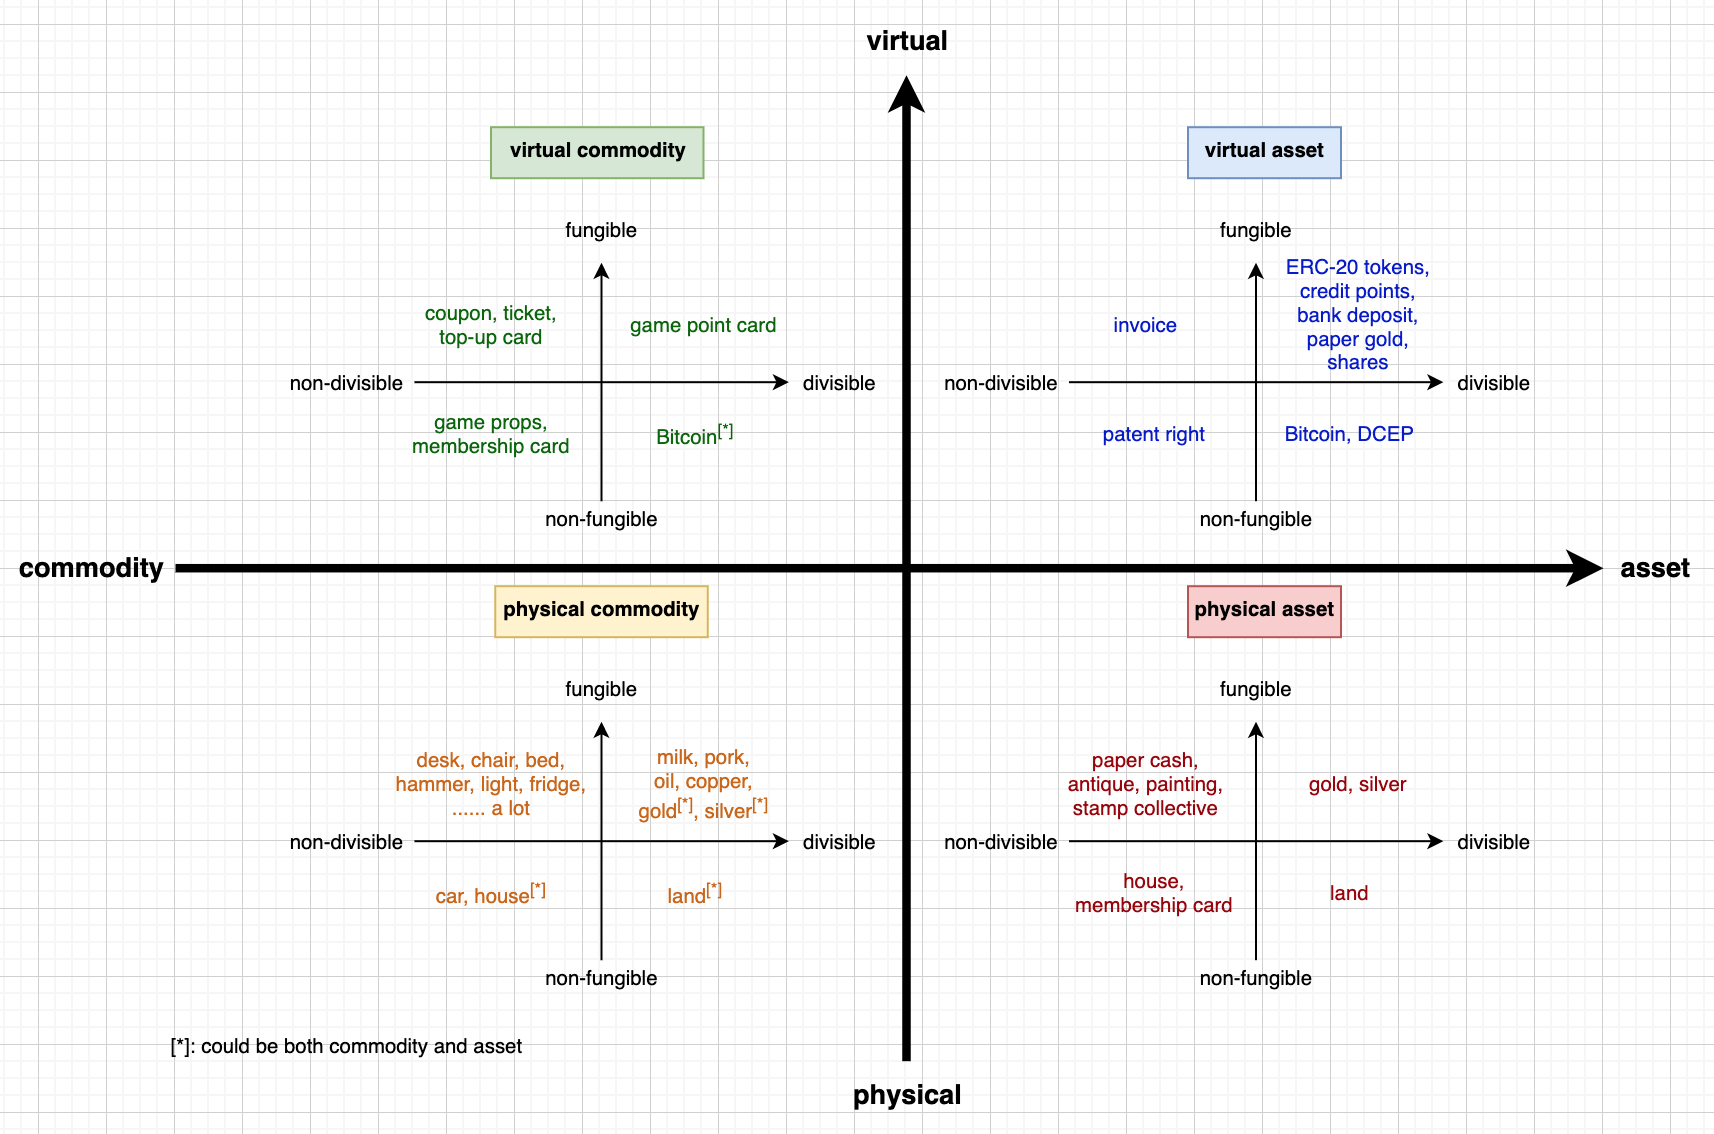 virtual
virtual commodity
fungible
coupon, ticket,
top-up card
game point card
non-divisible
divisible
game props,
membership card
Bitcoin[*]
non-fungible
virtual asset
fungible
invoice
ERC-20 tokens,
credit points,
bank deposit,
paper gold,
shares
non-divisible
divisible
patent right
Bitcoin, DCEP
non-fungible
commodity
asset
physical commodity
fungible
desk, chair, bed,
hammer, light, fridge,
...... a lot
milk, pork,
oil, copper,
gold[*], silver[*]
non-divisible
divisible
car, house[*]
land[*]
non-fungible
physical asset
fungible
paper cash,
antique, painting,
stamp collective
gold, silver
non-divisible
divisible
house,
membership card
land
non-fungible
[*]: could be both commodity and asset
physical